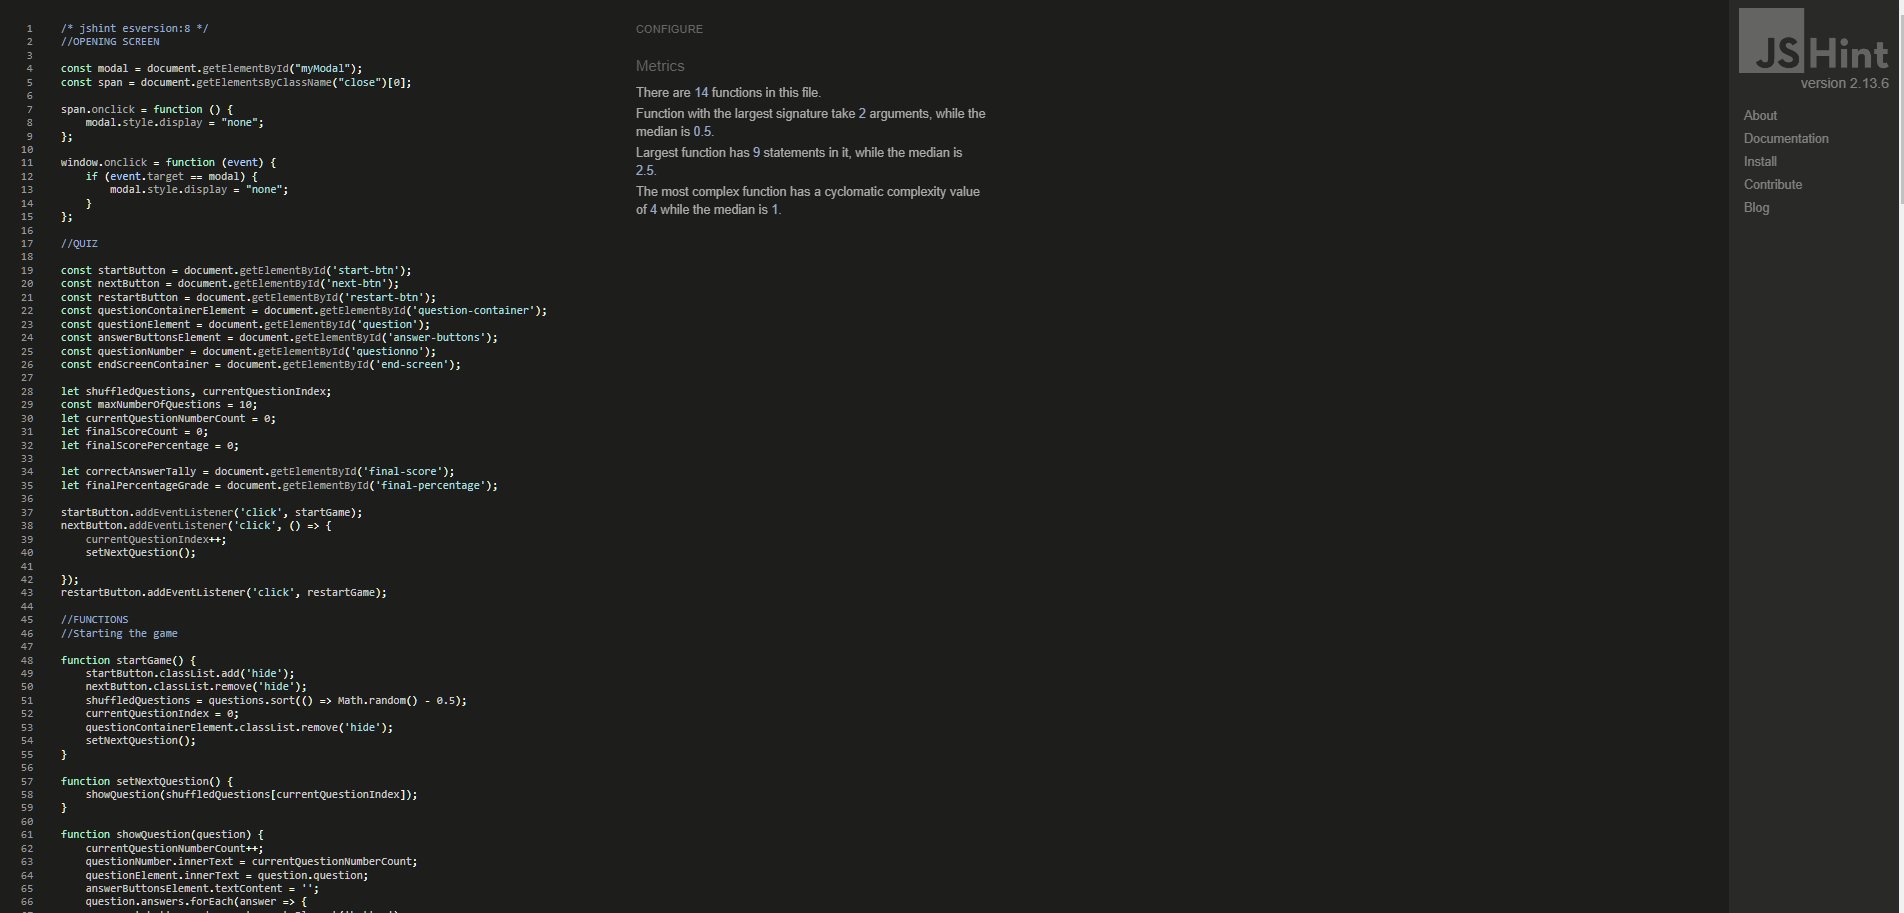 1 /* jshint esversion:8 */
2 //OPENING SCREEN
3
4 const modal = document.getElementById("myModal");
5 const span = document.getElementsByClassName("close")[0];
6
7 span.onclick = function () {
8 modal.style.display = "none";
9 };
10
11 window.onclick = function (event) {
12 if (event.target == modal) {
13 modal.style.display = "none";
14 }
15 };
16
17 //QUIZ
18
19 const startButton = document.getElementById('start-btn');
20 const nextButton = document.getElementById('next-btn');
21 const restartButton = document.getElementById('restart-btn');
22 const questionContainerElement = document.getElementById('question-container');
23 const questionElement = document.getElementById('question');
24 const answerButtonsElement = document.getElementById('answer-buttons');
25 const questionNumber = document.getElementById('questionno');
26 const endScreenContainer = document.getElementById('end-screen');
27
28 let shuffledQuestions, currentQuestionIndex;
29 const maxNumberOfQuestions = 10;
30 let currentQuestionNumberCount = 0;
31 let finalScoreCount = 0;
32 let finalScorePercentage = 0;
33
34 let correctAnswerTally = document.getElementById('final-score');
35 let finalPercentageGrade = document.getElementById('final-percentage');
36
37 startButton.addEventListener('click', startGame);
38 nextButton.addEventListener('click', () => {
39 currentQuestionIndex++;
40 setNextQuestion();
41
42 });
43 restartButton.addEventListener('click', restartGame);
44
45 //FUNCTIONS
46 //Starting the game
47
48 function startGame() {
49 startButton.classList.add('hide');
50 nextButton.classList.remove('hide');
51 shuffledQuestions = questions.sort(() => Math.random() - 0.5);
52 currentQuestionIndex = 0;
53 questionContainerElement.classList.remove('hide');
54 setNextQuestion();
55 }
56
57 function setNextQuestion() {
58 showQuestion(shuffledQuestions[currentQuestionIndex]);
59 }
60
61 function showQuestion(question) {
62 currentQuestionNumberCount++;
63 questionNumber.innerText = currentQuestionNumberCount;
64 questionElement.innerText = question.question;
65 answerButtonsElement.textContent = '';
66 question.answers.forEach(answer => {
CONFIGURE
Metrics
There are 14 functions in this file.
Function with the largest signature take 2 arguments, while the
median is 0.5.
Largest function has 9 statements in it, while the median is
2.5.
The most complex function has a cyclomatic complexity value
of 4 while the median is 1.
JSHint
version 2.13.6
About
Documentation
Install
Contribute
Blog